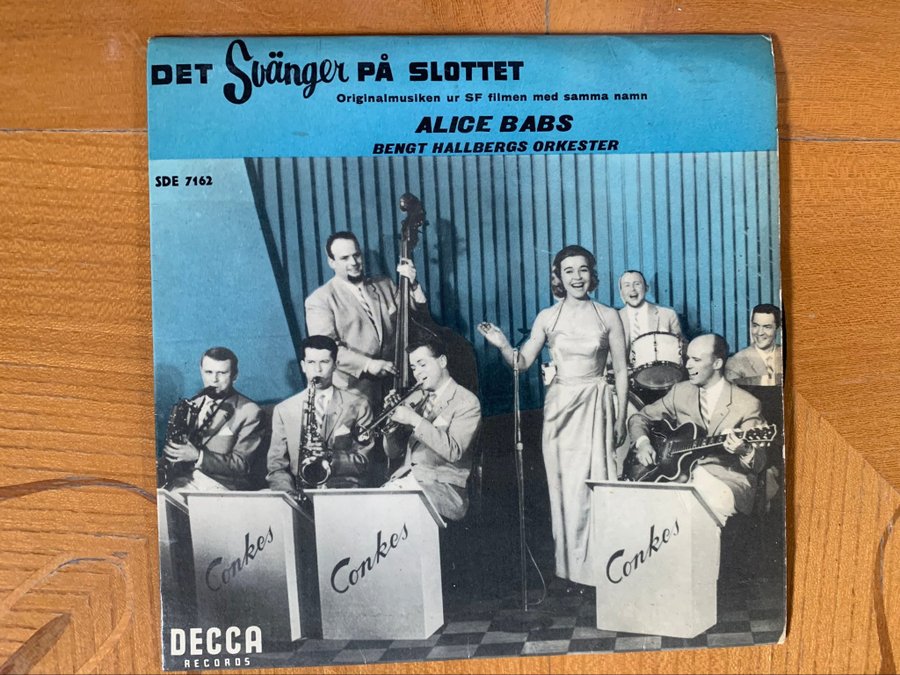 DET Svänger PÅ SLOTTET
Originalmusiken ur SF filmen med samma namn
ALICE BABS
BENGT HALLBERGS ORKESTER
SDE 7162
Conkes
Conkes
Conkes
DECCA
RECORDS